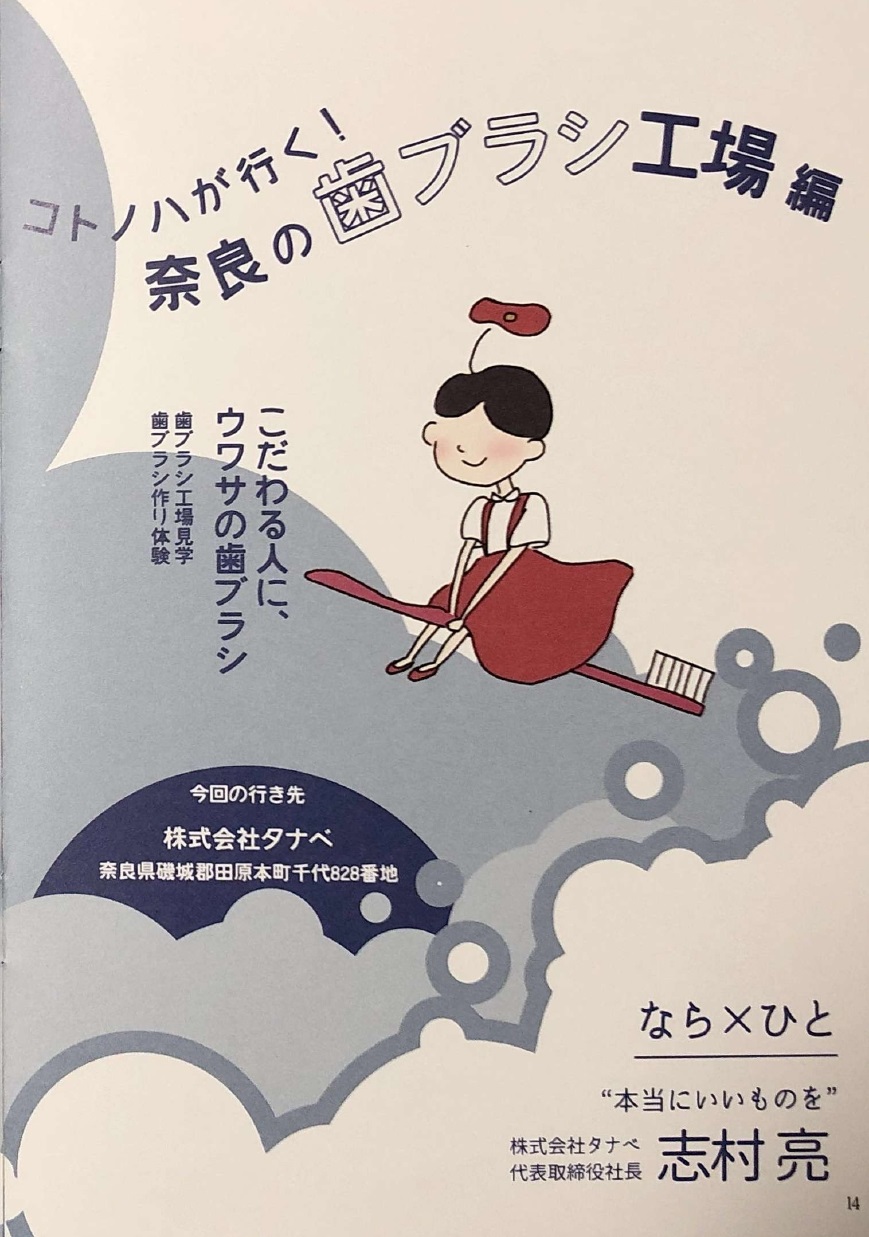 コトノハが行く！
奈良の歯ブラシ工場 編
こだわる人に、
ウワサの歯ブラシ
歯ブラシ工場見学
歯ブラシ作り体験
今回の行き先
株式会社タナベ
奈良県磯城郡田原本町千代828番地
なら×ひと
“本当にいいものを”
株式会社タナベ
代表取締役社長
志村 亮
14